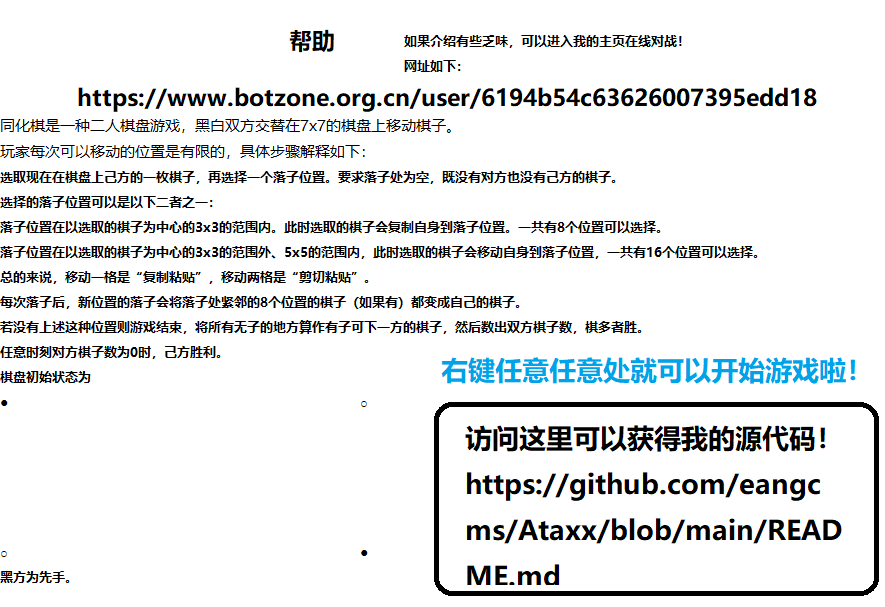 帮助
如果介绍有些乏味，可以进入我的主页在线对战！
网址如下：
https://www.botzone.org.cn/user/6194b54c63626007395edd18
同化棋是一种二人棋盘游戏，黑白双方交替在7x7的棋盘上移动棋子。
玩家每次可以移动的位置是有限的，具体步骤解释如下：
选取现在在棋盘上己方的一枚棋子，再选择一个落子位置。要求落子处为空，既没有对方也没有己方的棋子。
选择的落子位置可以是以下二者之一：
落子位置在以选取的棋子为中心的3x3的范围内。此时选取的棋子会复制自身到落子位置。一共有8个位置可以选择。
落子位置在以选取的棋子为中心的3x3的范围外、5x5的范围内，此时选取的棋子会移动自身到落子位置，一共有16个位置可以选择。
总的来说，移动一格是“复制粘贴”，移动两格是“剪切粘贴”。
每次落子后，新位置的落子会将落子处紧邻的8个位置的棋子（如果有）都变成自己的棋子。
若没有上述这种位置则游戏结束，将所有无子的地方算作有子可下一方的棋子，然后数出双方棋子数，棋多者胜。
任意时刻对方棋子数为0时，己方胜利。
棋盘初始状态为
● ○
○ ●
黑方为先手。
右键任意任意处就可以开始游戏啦！
访问这里可以获得我的源代码！
https://github.com/eangc
ms/Ataxx/blob/main/READ
ME.md